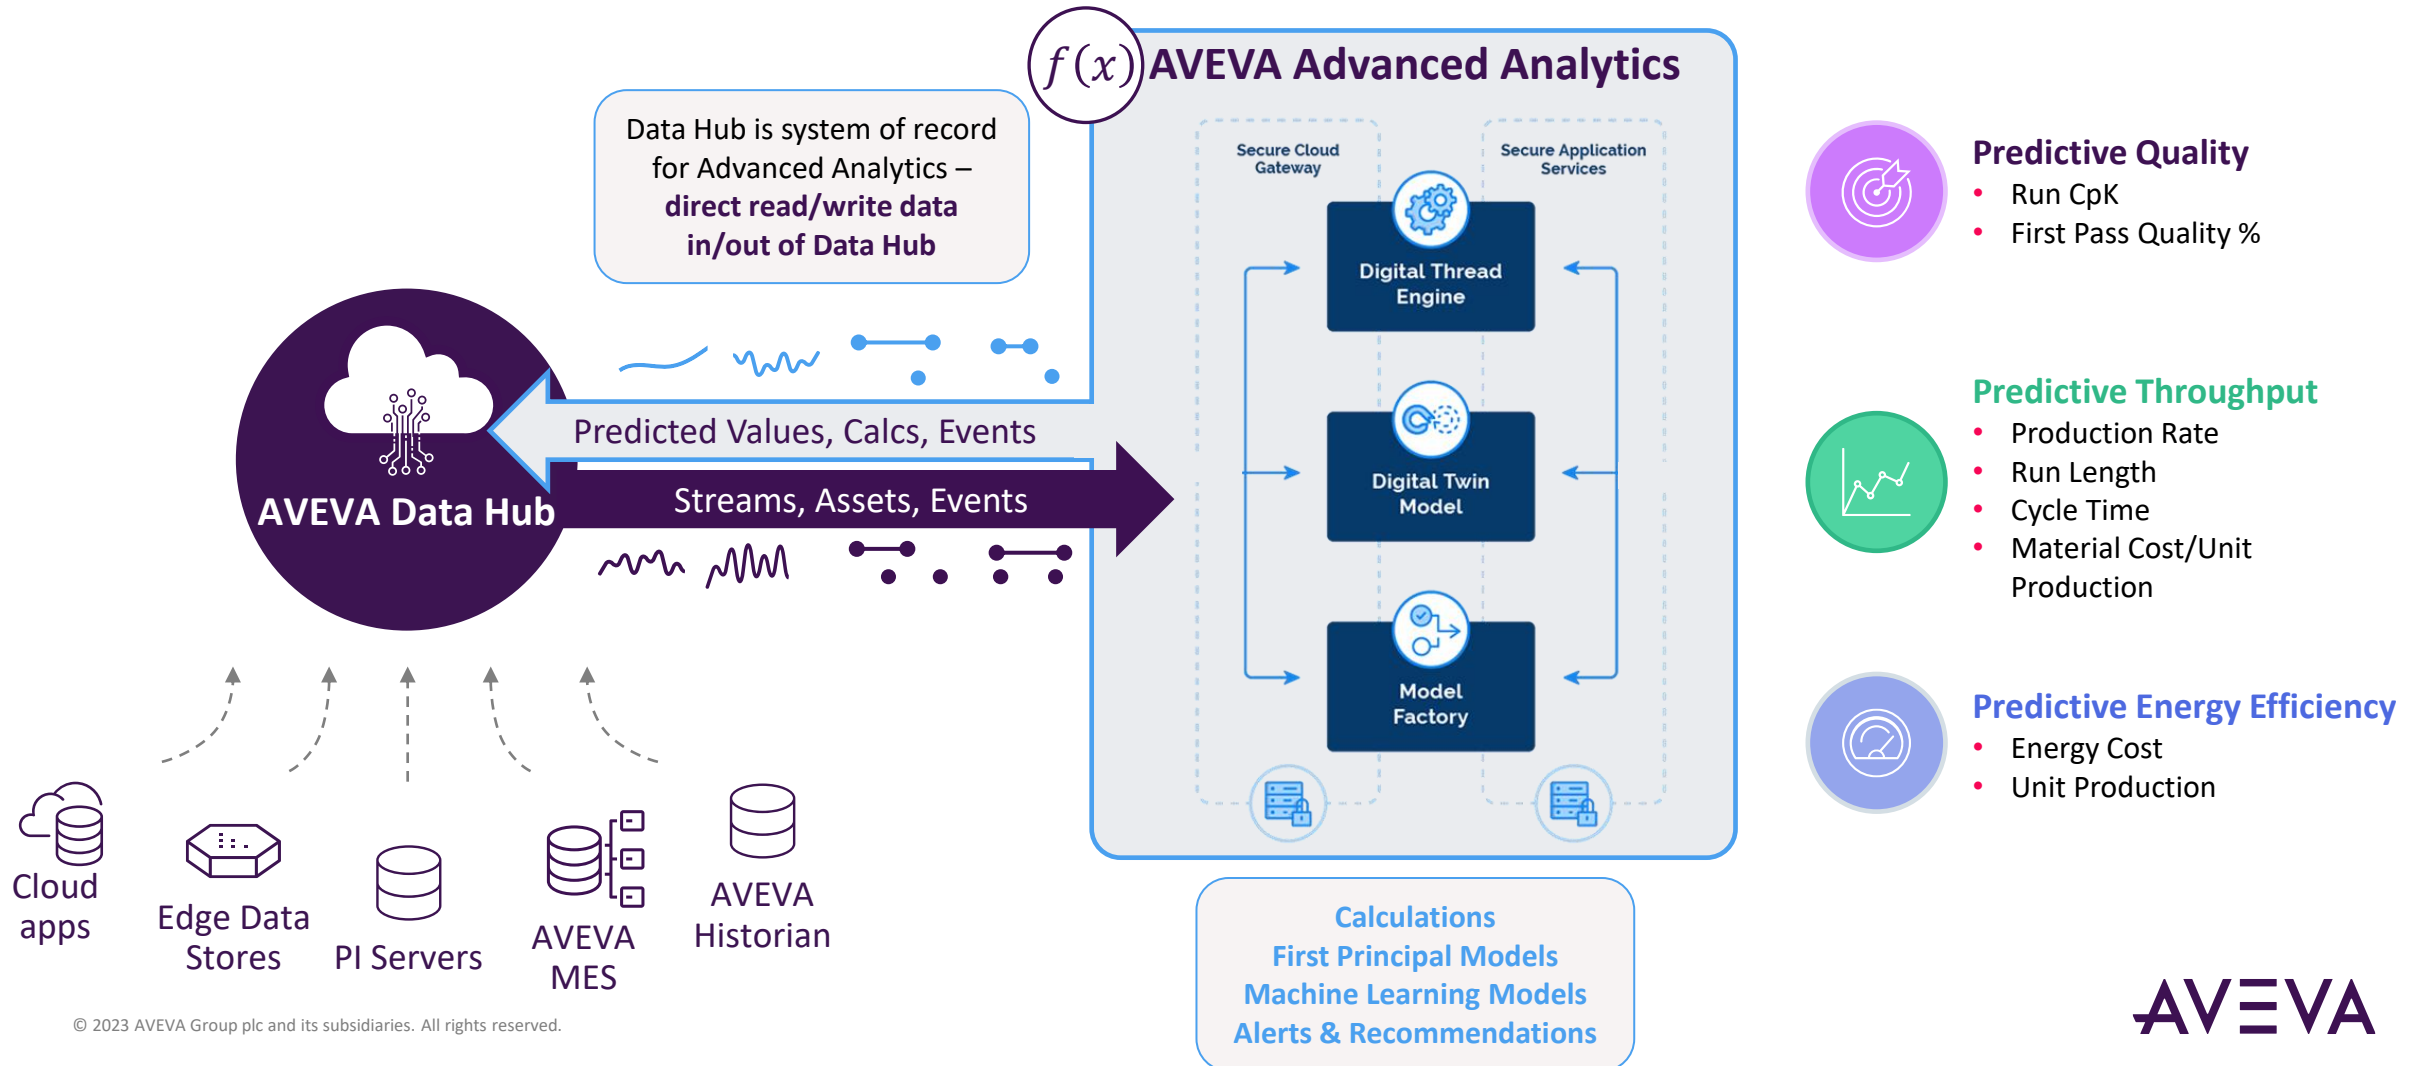 f(x)
AVEVA Advanced Analytics
Data Hub is system of record
for Advanced Analytics –
direct read/write data
in/out of Data Hub
Secure Cloud
Gateway
Secure Application
Services
Digital Thread
Engine
Digital Twin
Model
Model
Factory
Predicted Values, Calcs, Events
Streams, Assets, Events
AVEVA Data Hub
Predictive Quality
• Run CpK
• First Pass Quality %
Predictive Throughput
• Production Rate
• Run Length
• Cycle Time
• Material Cost/Unit
Production
Predictive Energy Efficiency
• Energy Cost
• Unit Production
Cloud
apps
Edge Data
Stores
PI Servers
AVEVA
MES
AVEVA
Historian
Calculations
First Principal Models
Machine Learning Models
Alerts & Recommendations
© 2023 AVEVA Group plc and its subsidiaries. All rights reserved.
AVEVA